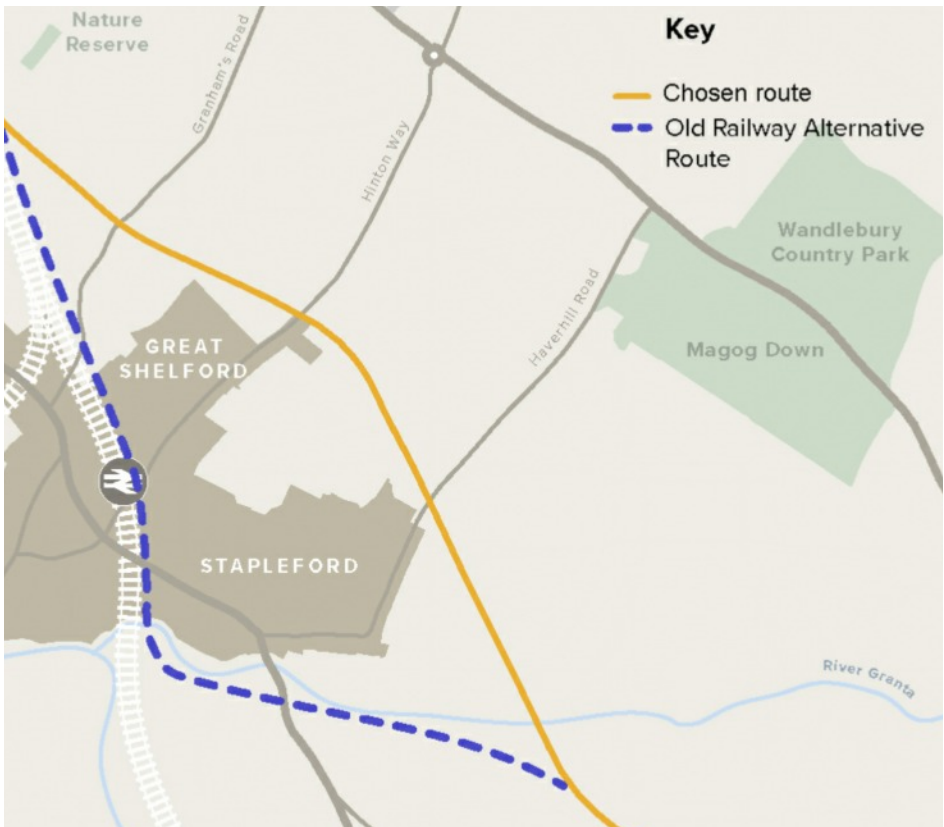 Nature
Reserve
Granham's Road
Hinton Way
Key
Chosen route
Old Railway Alternative
Route
Wandlebury
Country Park
Haverhill Road
Magog Down
GREAT
SHELFORD
STAPLEFORD
River Granta